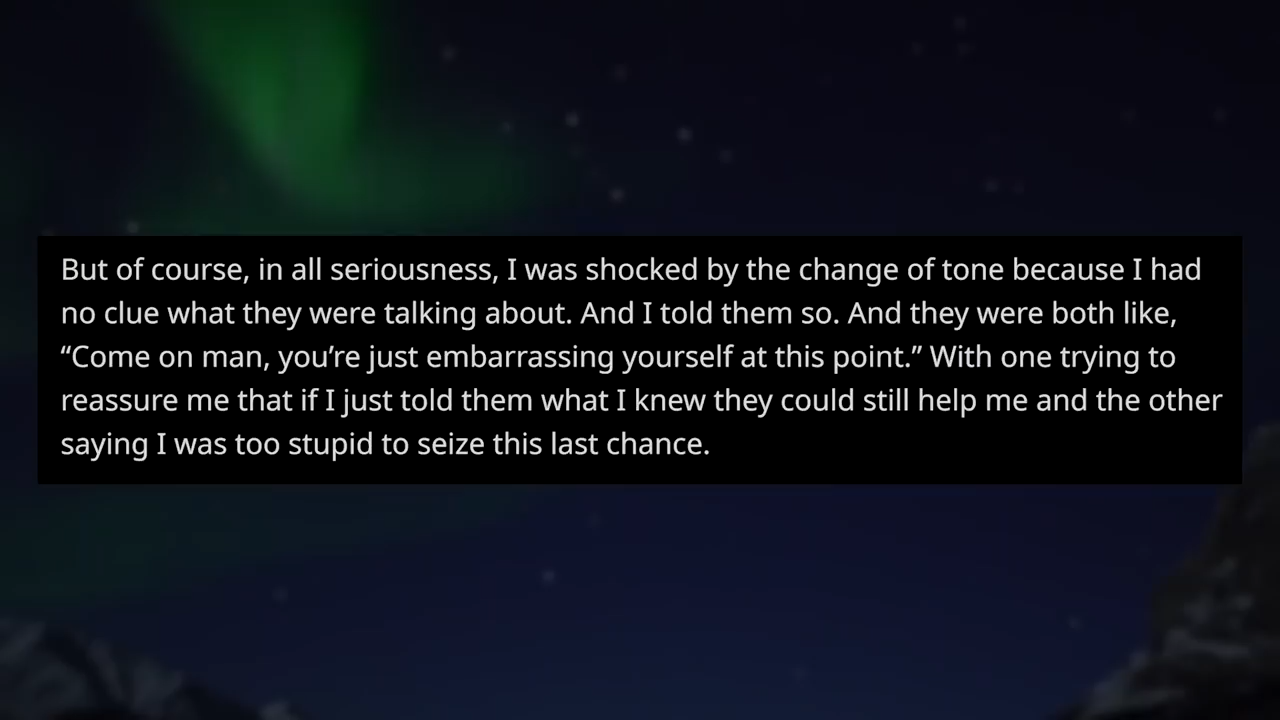 But of course, in all seriousness, I was shocked by the change of tone because I had
no clue what they were talking about. And I told them so. And they were both like,
“Come on man, you’re just embarrassing yourself at this point.” With one trying to
reassure me that if I just told them what I knew they could still help me and the other
saying I was too stupid to seize this last chance.